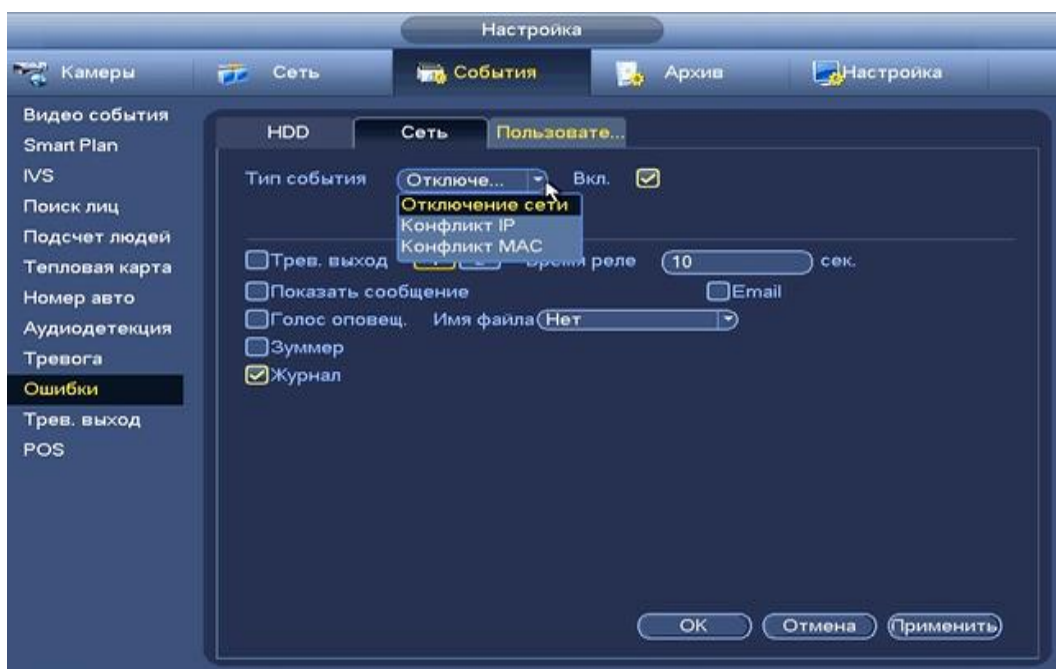 Настройка
Камеры Сеть События Архив Настройка
Видео события
Smart Plan
IVS
Поиск лиц
Подсчет людей
Тепловая карта
Номер авто
Аудиодетекция
Тревога
Ошибки
Трев. выход
POS
HDD Сеть Пользовате...
Тип события Отключе... Вкл.
Отключение сети
Конфликт IP
Конфликт MAC
Трев. выход реле 10 сек.
Показать сообщение Email
Голос оповещ. Имя файла Нет
Зуммер
Журнал
OK Отмена Применить